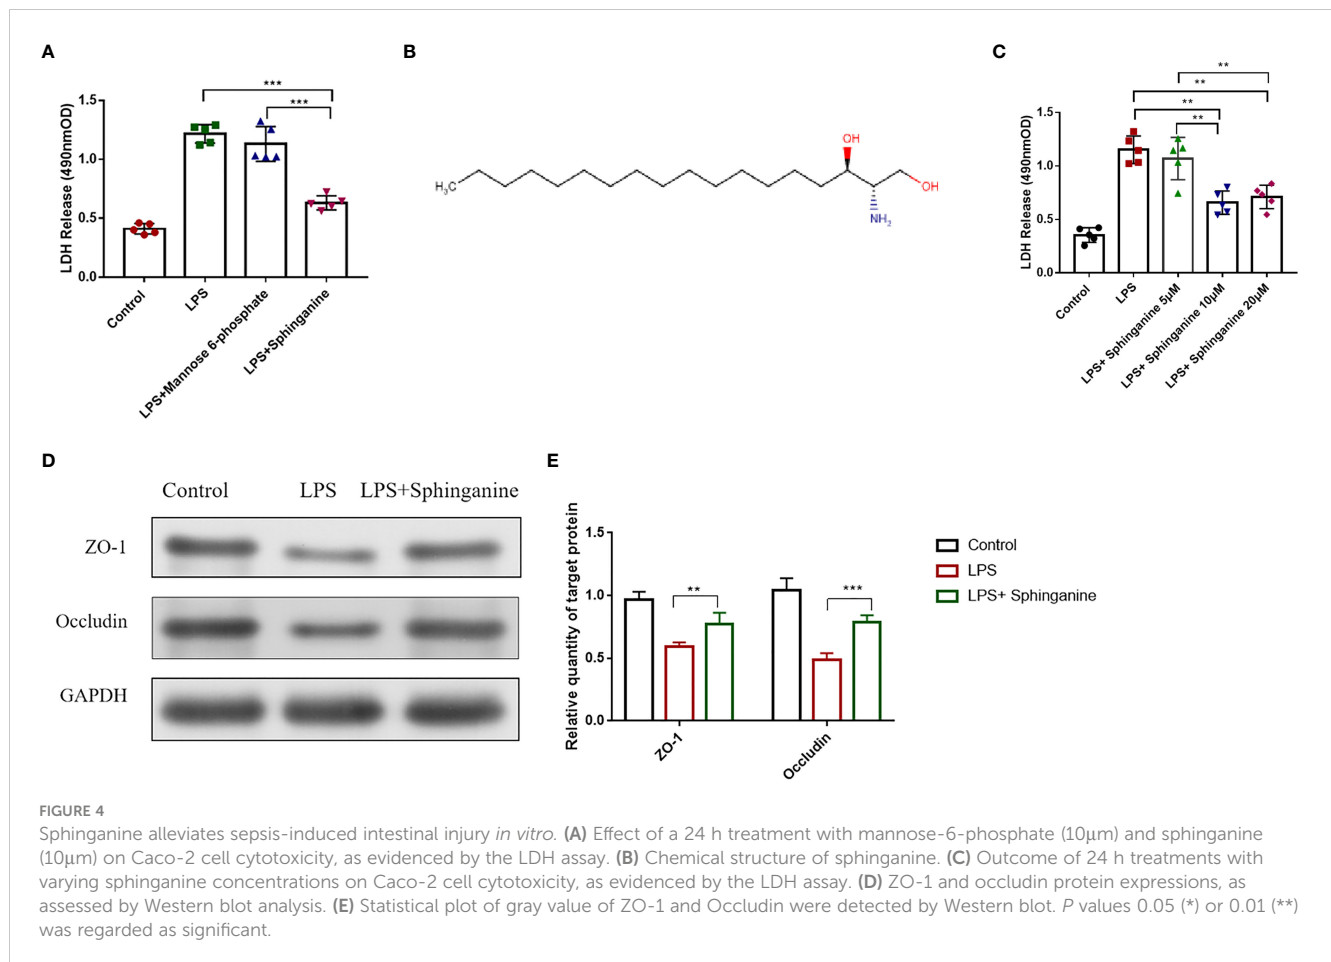 A
B
C
***
***
LDH Release (490nmOD)
1.5
1.0
0.5
0.0
Control
LPS
LPS+Mannose 6-phosphate
LPS+Sphinganine
H₃C
OH
OH
NH₂
**
**
**
**
LDH Release (490nmOD)
1.5
1.0
0.5
0.0
Control
LPS
LPS+ Sphinganine 5μM
LPS+ Sphinganine 10μM
LPS+ Sphinganine 20μM
D
E
Control LPS LPS+Sphinganine
ZO-1
Occludin
GAPDH
Relative quantity of target protein
1.5
1.0
0.5
0.0
**
***
ZO-1
Occludin
Control
LPS
LPS+ Sphinganine
FIGURE 4
Sphinganine alleviates sepsis-induced intestinal injury in vitro. (A) Effect of a 24 h treatment with mannose-6-phosphate (10μm) and sphinganine
(10μm) on Caco-2 cell cytotoxicity, as evidenced by the LDH assay. (B) Chemical structure of sphinganine. (C) Outcome of 24 h treatments with
varying sphinganine concentrations on Caco-2 cell cytotoxicity, as evidenced by the LDH assay. (D) ZO-1 and occludin protein expressions, as
assessed by Western blot analysis. (E) Statistical plot of gray value of ZO-1 and Occludin were detected by Western blot. P values 0.05 (*) or 0.01 (**)
was regarded as significant.